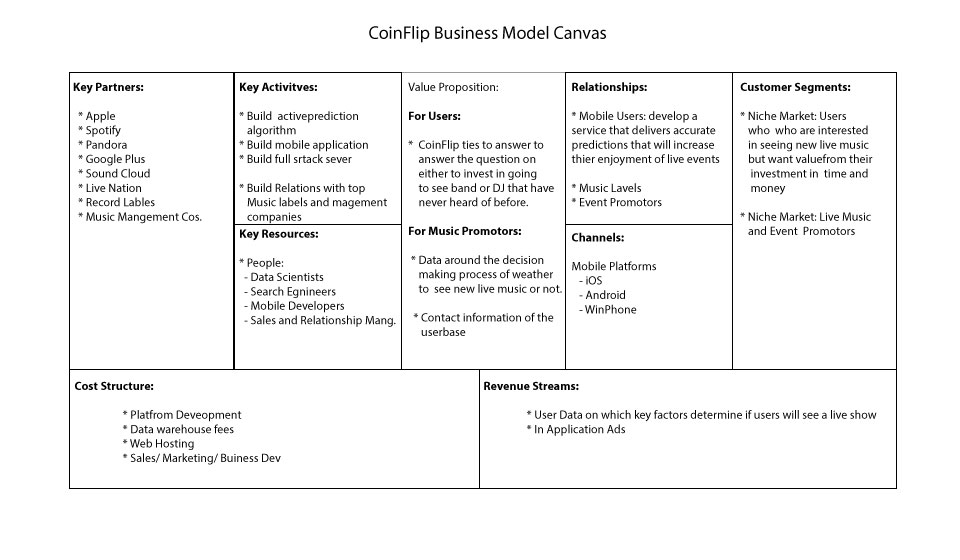 CoinFlip Business Model Canvas
Key Partners:
* Apple
* Spotify
* Pandora
* Google Plus
* Sound Cloud
* Live Nation
* Record Lables
* Music Mangement Cos.
Key Activitves:
* Build activeprediction
algorithm
* Build mobile application
* Build full srtack sever
* Build Relations with top
Music labels and magement
companies
Key Resources:
* People:
- Data Scientists
- Search Egnineers
- Mobile Developers
- Sales and Relationship Mang.
Value Proposition:
For Users:
* CoinFlip ties to answer to
answer the question on
either to invest in going
to see band or DJ that have
never heard of before.
For Music Promotors:
* Data around the decision
making process of weather
to see new live music or not.
* Contact information of the
userbase
Relationships:
* Mobile Users: develop a
service that delivers accurate
predictions that will increase
thier enjoyment of live events
* Music Lavels
* Event Promotors
Channels:
Mobile Platforms
- iOS
- Android
- WinPhone
Customer Segments:
* Niche Market: Users
who who are interested
in seeing new live music
but want valuefrom their
investment in time and
money
* Niche Market: Live Music
and Event Promotors
Cost Structure:
* Platfrom Deveopment
* Data warehouse fees
* Web Hosting
* Sales/ Marketing/ Buiness Dev
Revenue Streams:
* User Data on which key factors determine if users will see a live show
* In Application Ads